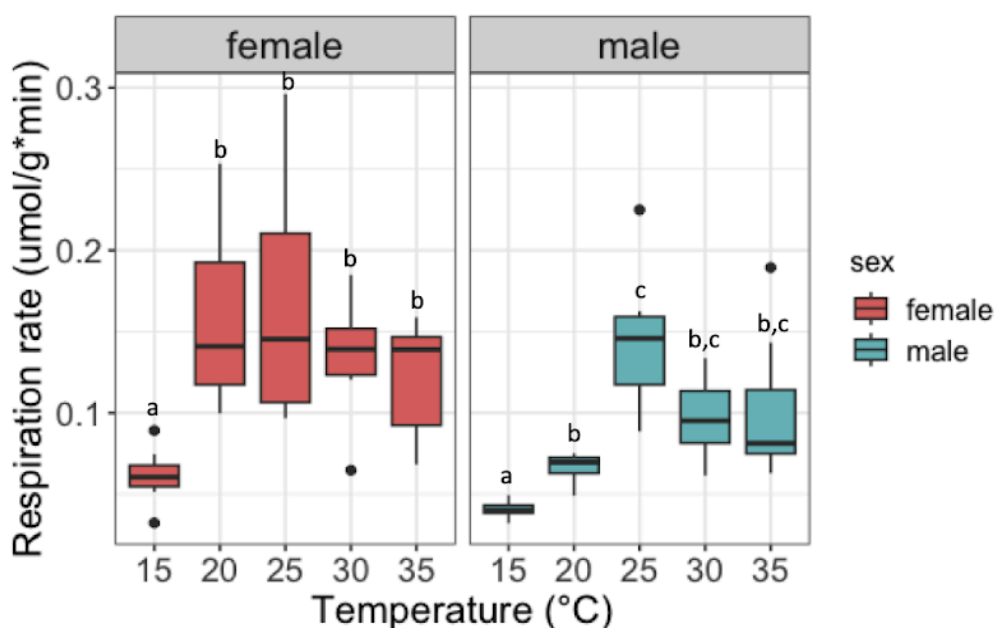 female
male
Respiration rate (umol/g*min)
0.3
0.2
0.1
a
b
b
b
b
a
b
c
b,c
b,c
15
20
25
30
35
15
20
25
30
35
Temperature (°C)
sex
female
male